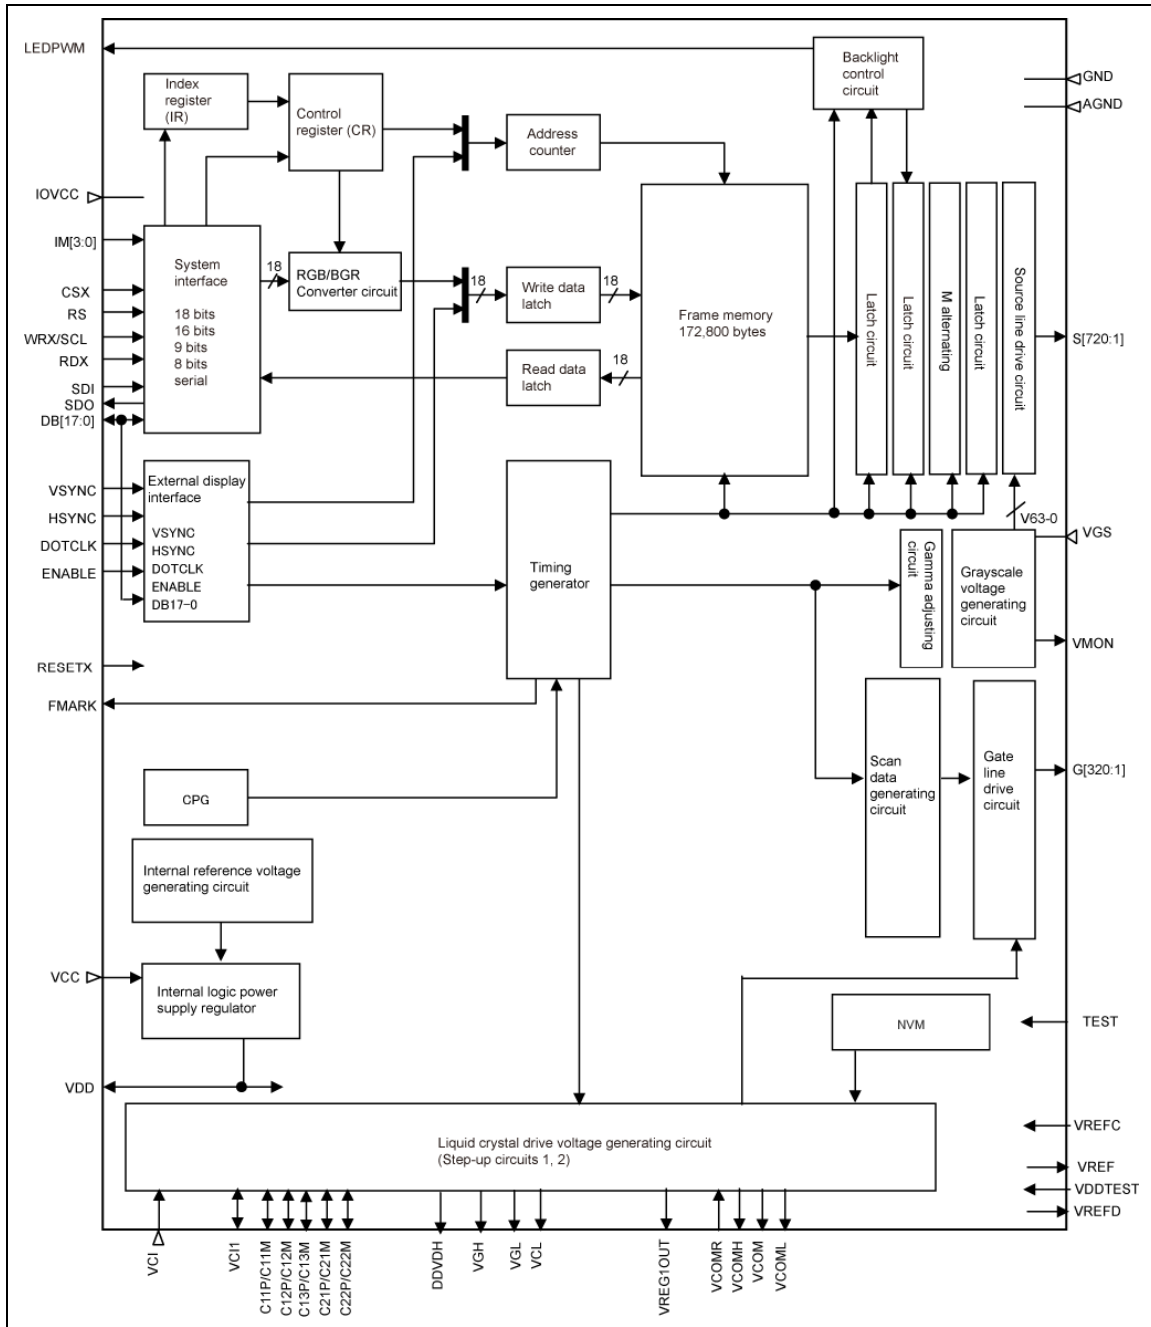 LEDPWM
Backlight
control
circuit
GND
AGND
Index
register
(IR)
Control
register (CR)
Address
counter
IOVCC
IM[3:0]
CSX
RS
WRX/SCL
RDX
SDI
SDO
DB[17:0]
System
interface
18 bits
16 bits
9 bits
8 bits
serial
18
RGB/BGR
Converter circuit
18
Write data
latch
18
Read data
latch
18
Frame memory
172,800 bytes
Latch circuit
Latch circuit
M alternating
Latch circuit
Source line drive circuit
S[720:1]
VSYNC
HSYNC
DOTCLK
ENABLE
External display
interface
VSYNC
HSYNC
DOTCLK
ENABLE
DB17-0
Timing
generator
V63-0
VGS
Gamma adjusting
circuit
Grayscale
voltage
generating
circuit
VMON
RESETX
FMARK
Scan
data
generating
circuit
Gate
line
drive
circuit
G[320:1]
CPG
Internal reference voltage
generating circuit
VCC
Internal logic power
supply regulator
NVM
TEST
VDD
Liquid crystal drive voltage generating circuit
(Step-up circuits 1, 2)
VREFC
VREF
VDDTEST
VREFD
VCI
VCI1
C11P/C11M
C12P/C12M
C13P/C13M
C21P/C21M
C22P/C22M
DDVDH
VGH
VGL
VCL
VREG1OUT
VCOMR
VCOMH
VCOM
VCOML